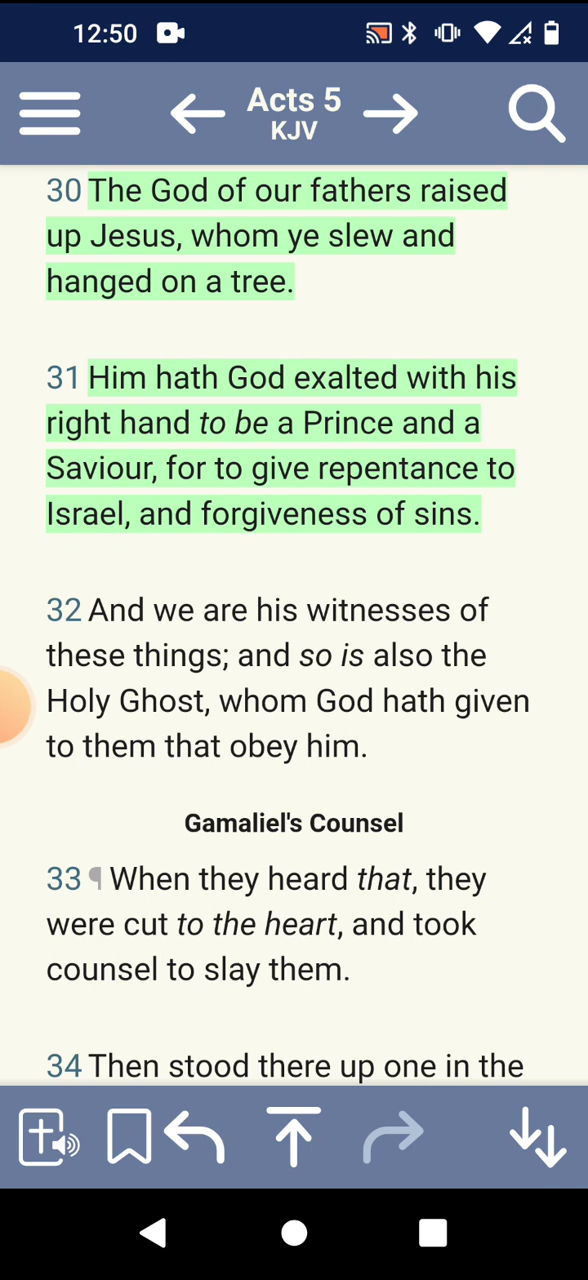 12:50
Acts 5
KJV
30 The God of our fathers raised
up Jesus, whom ye slew and
hanged on a tree.
31 Him hath God exalted with his
right hand to be a Prince and a
Saviour, for to give repentance to
Israel, and forgiveness of sins.
32 And we are his witnesses of
these things; and so is also the
Holy Ghost, whom God hath given
to them that obey him.
Gamaliel's Counsel
33 ¶ When they heard that, they
were cut to the heart, and took
counsel to slay them.
34 Then stood there up one in the